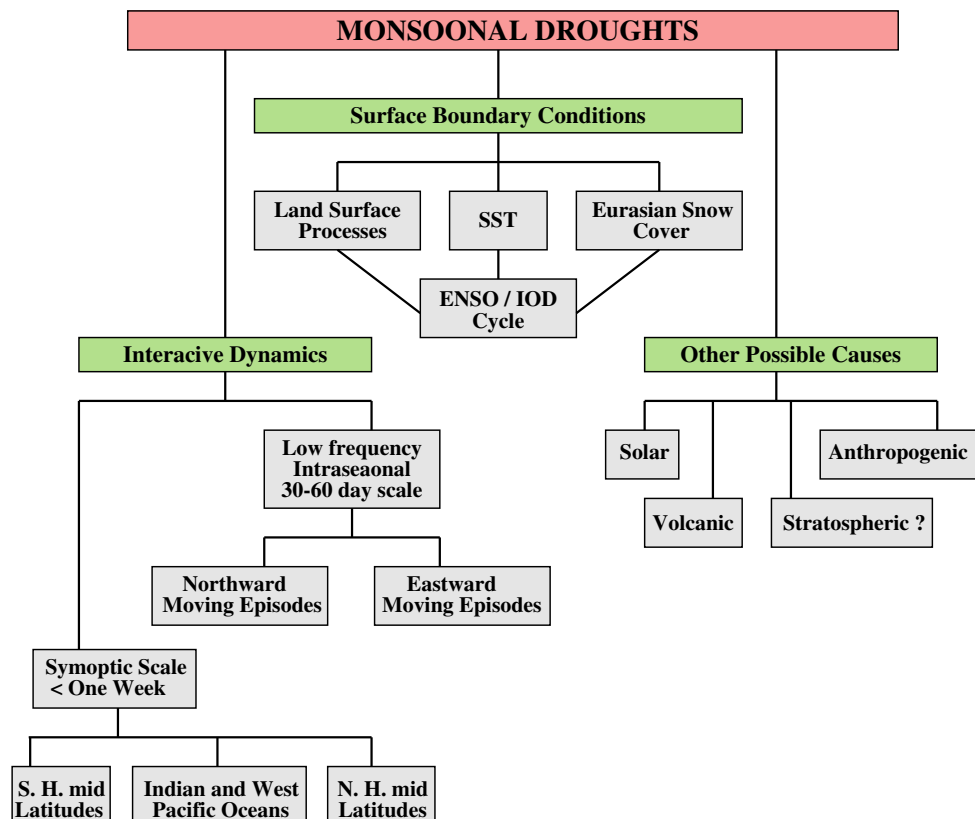 MONSOONAL DROUGHTS
Surface Boundary Conditions
Land Surface
Processes
SST
Eurasian Snow
Cover
ENSO / IOD
Cycle
Interacive Dynamics
Other Possible Causes
Low frequency
Intraseaonal
30-60 day scale
Solar
Anthropogenic
Volcanic
Stratospheric ?
Northward
Moving Episodes
Eastward
Moving Episodes
Symoptic Scale
< One Week
S. H. mid
Latitudes
Indian and West
Pacific Oceans
N. H. mid
Latitudes